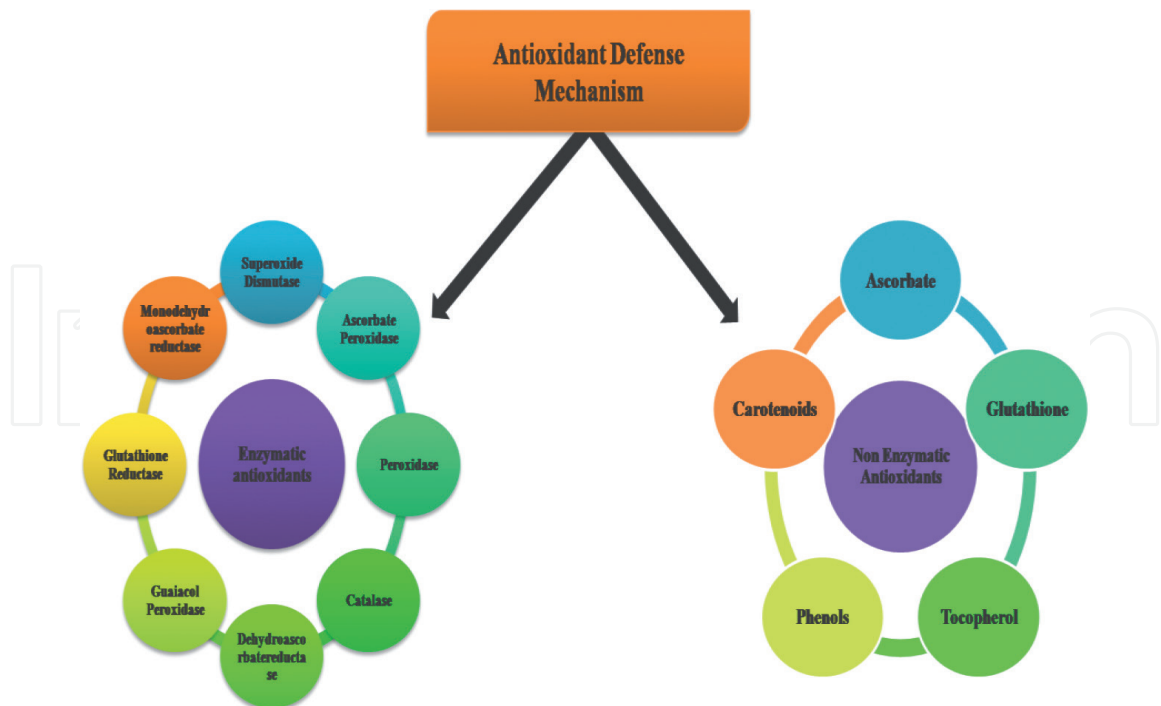 Antioxidant Defense
Mechanism
Superoxide
Dismutase
Ascorbate
Peroxidase
Peroxidase
Catalase
Dehydroasco
rbatereducta
se
Guaiacol
Peroxidase
Glutathione
Reductase
Monodehydr
oascorbate
reductase
Enzymatic
antioxidants
Ascorbate
Glutathione
Tocopherol
Phenols
Carotenoids
Non Enzymatic
Antioxidants